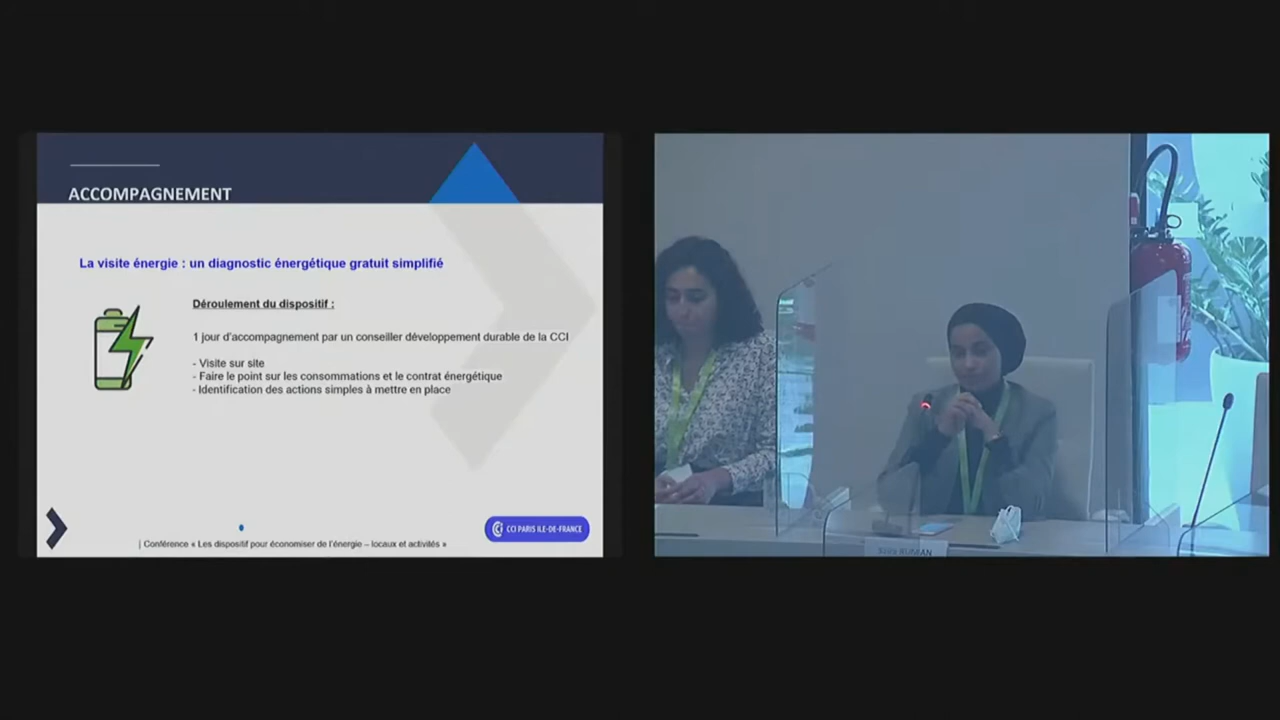 ACCOMPAGNEMENT
La visite énergie : un diagnostic énergétique gratuit simplifié
Déroulement du dispositif :
1 jour d'accompagnement par un conseiller développement durable de la CCI
- Visite sur site
- Faire le point sur les consommations et le contrat énergétique
- Identification des actions simples à mettre en place
CCI PARIS ILE-DE-FRANCE
| Conférence « Les dispositif pour économiser de l'énergie – locaux et activités »
RUMAN